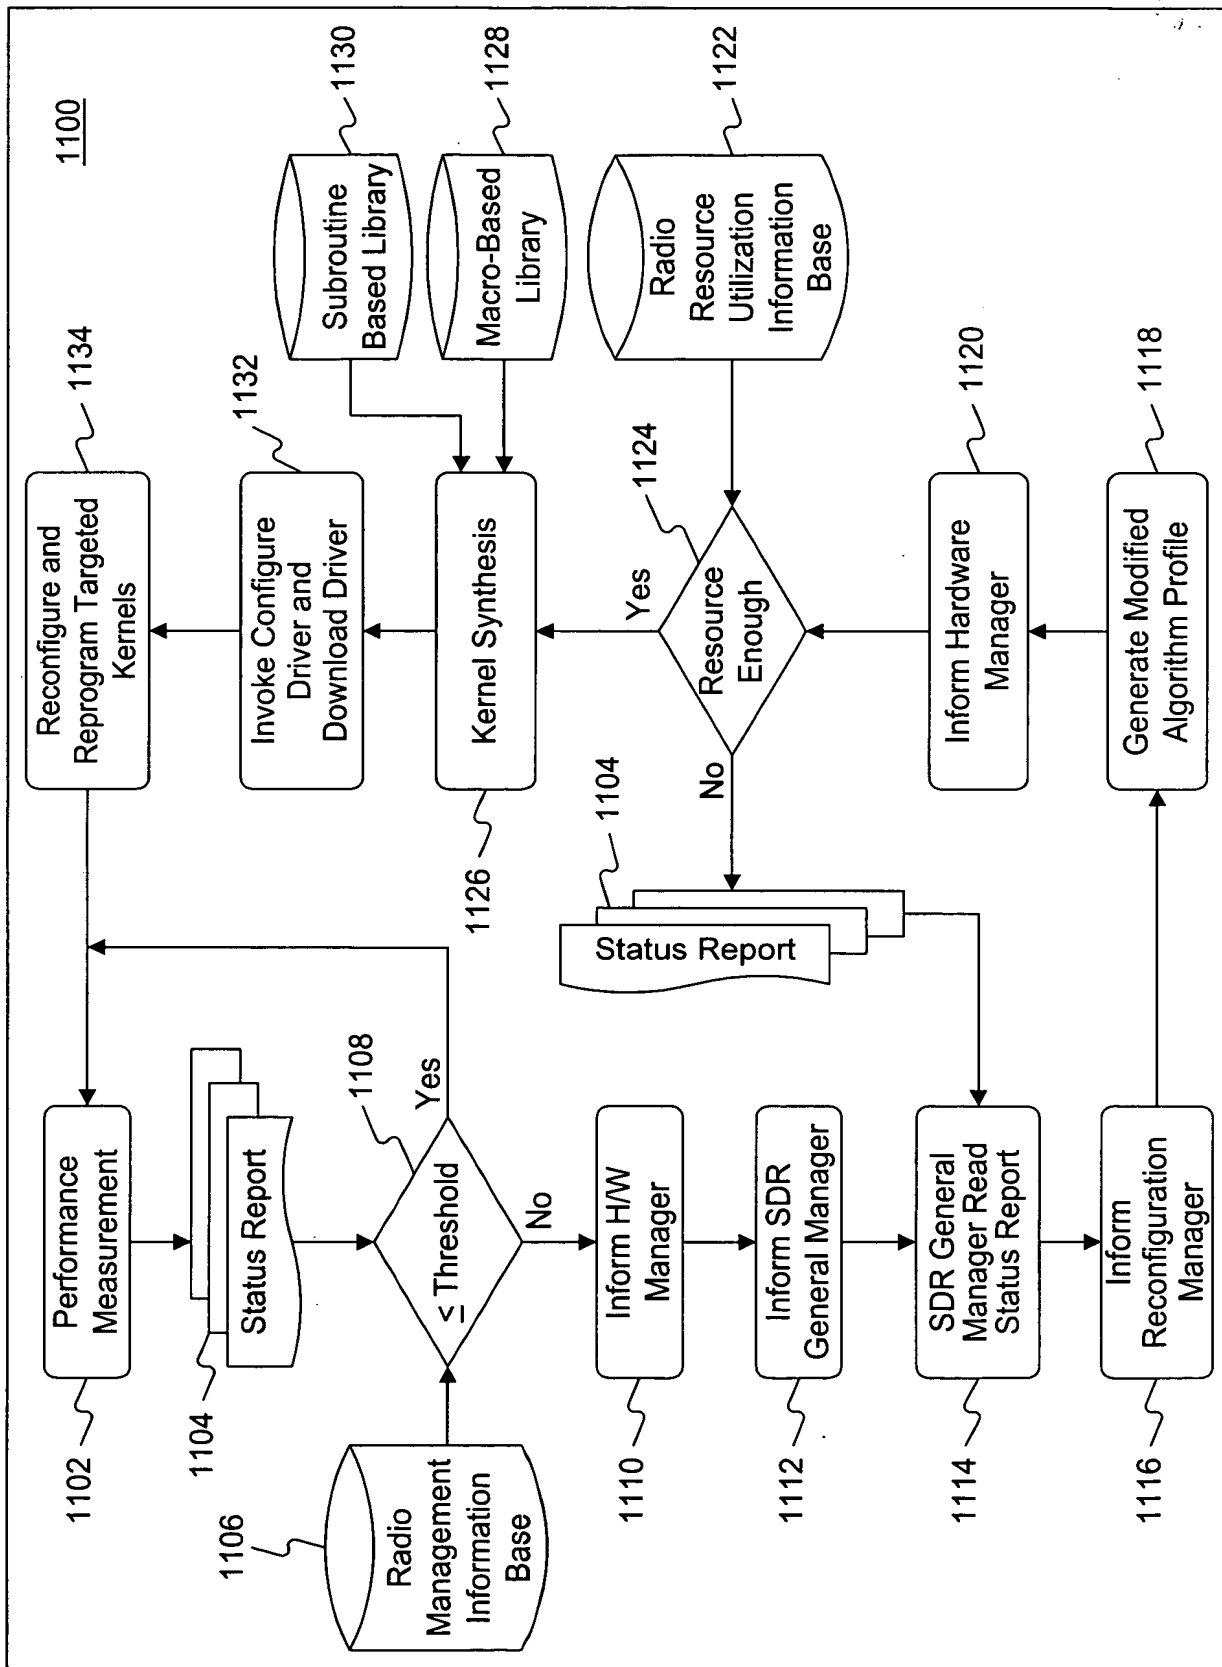 1100
Performance
Measurement
1102
Status Report
1104
Radio
Management
Information
Base
1106
≤ Threshold
1108
Yes
No
Inform H/W
Manager
1110
Inform SDR
General Manager
1112
SDR General
Manager Read
Status Report
1114
Inform
Reconfiguration
Manager
1116
Generate Modified
Algorithm Profile
1118
Inform Hardware
Manager
1120
Radio
Resource
Utilization
Information
Base
1122
Resource
Enough
1124
Yes
No
Status Report
1104
Kernel Synthesis
1126
Macro-Based
Library
1128
Subroutine
Based Library
1130
Invoke Configure
Driver and
Download Driver
1132
Reconfigure and
Reprogram Targeted
Kernels
1134